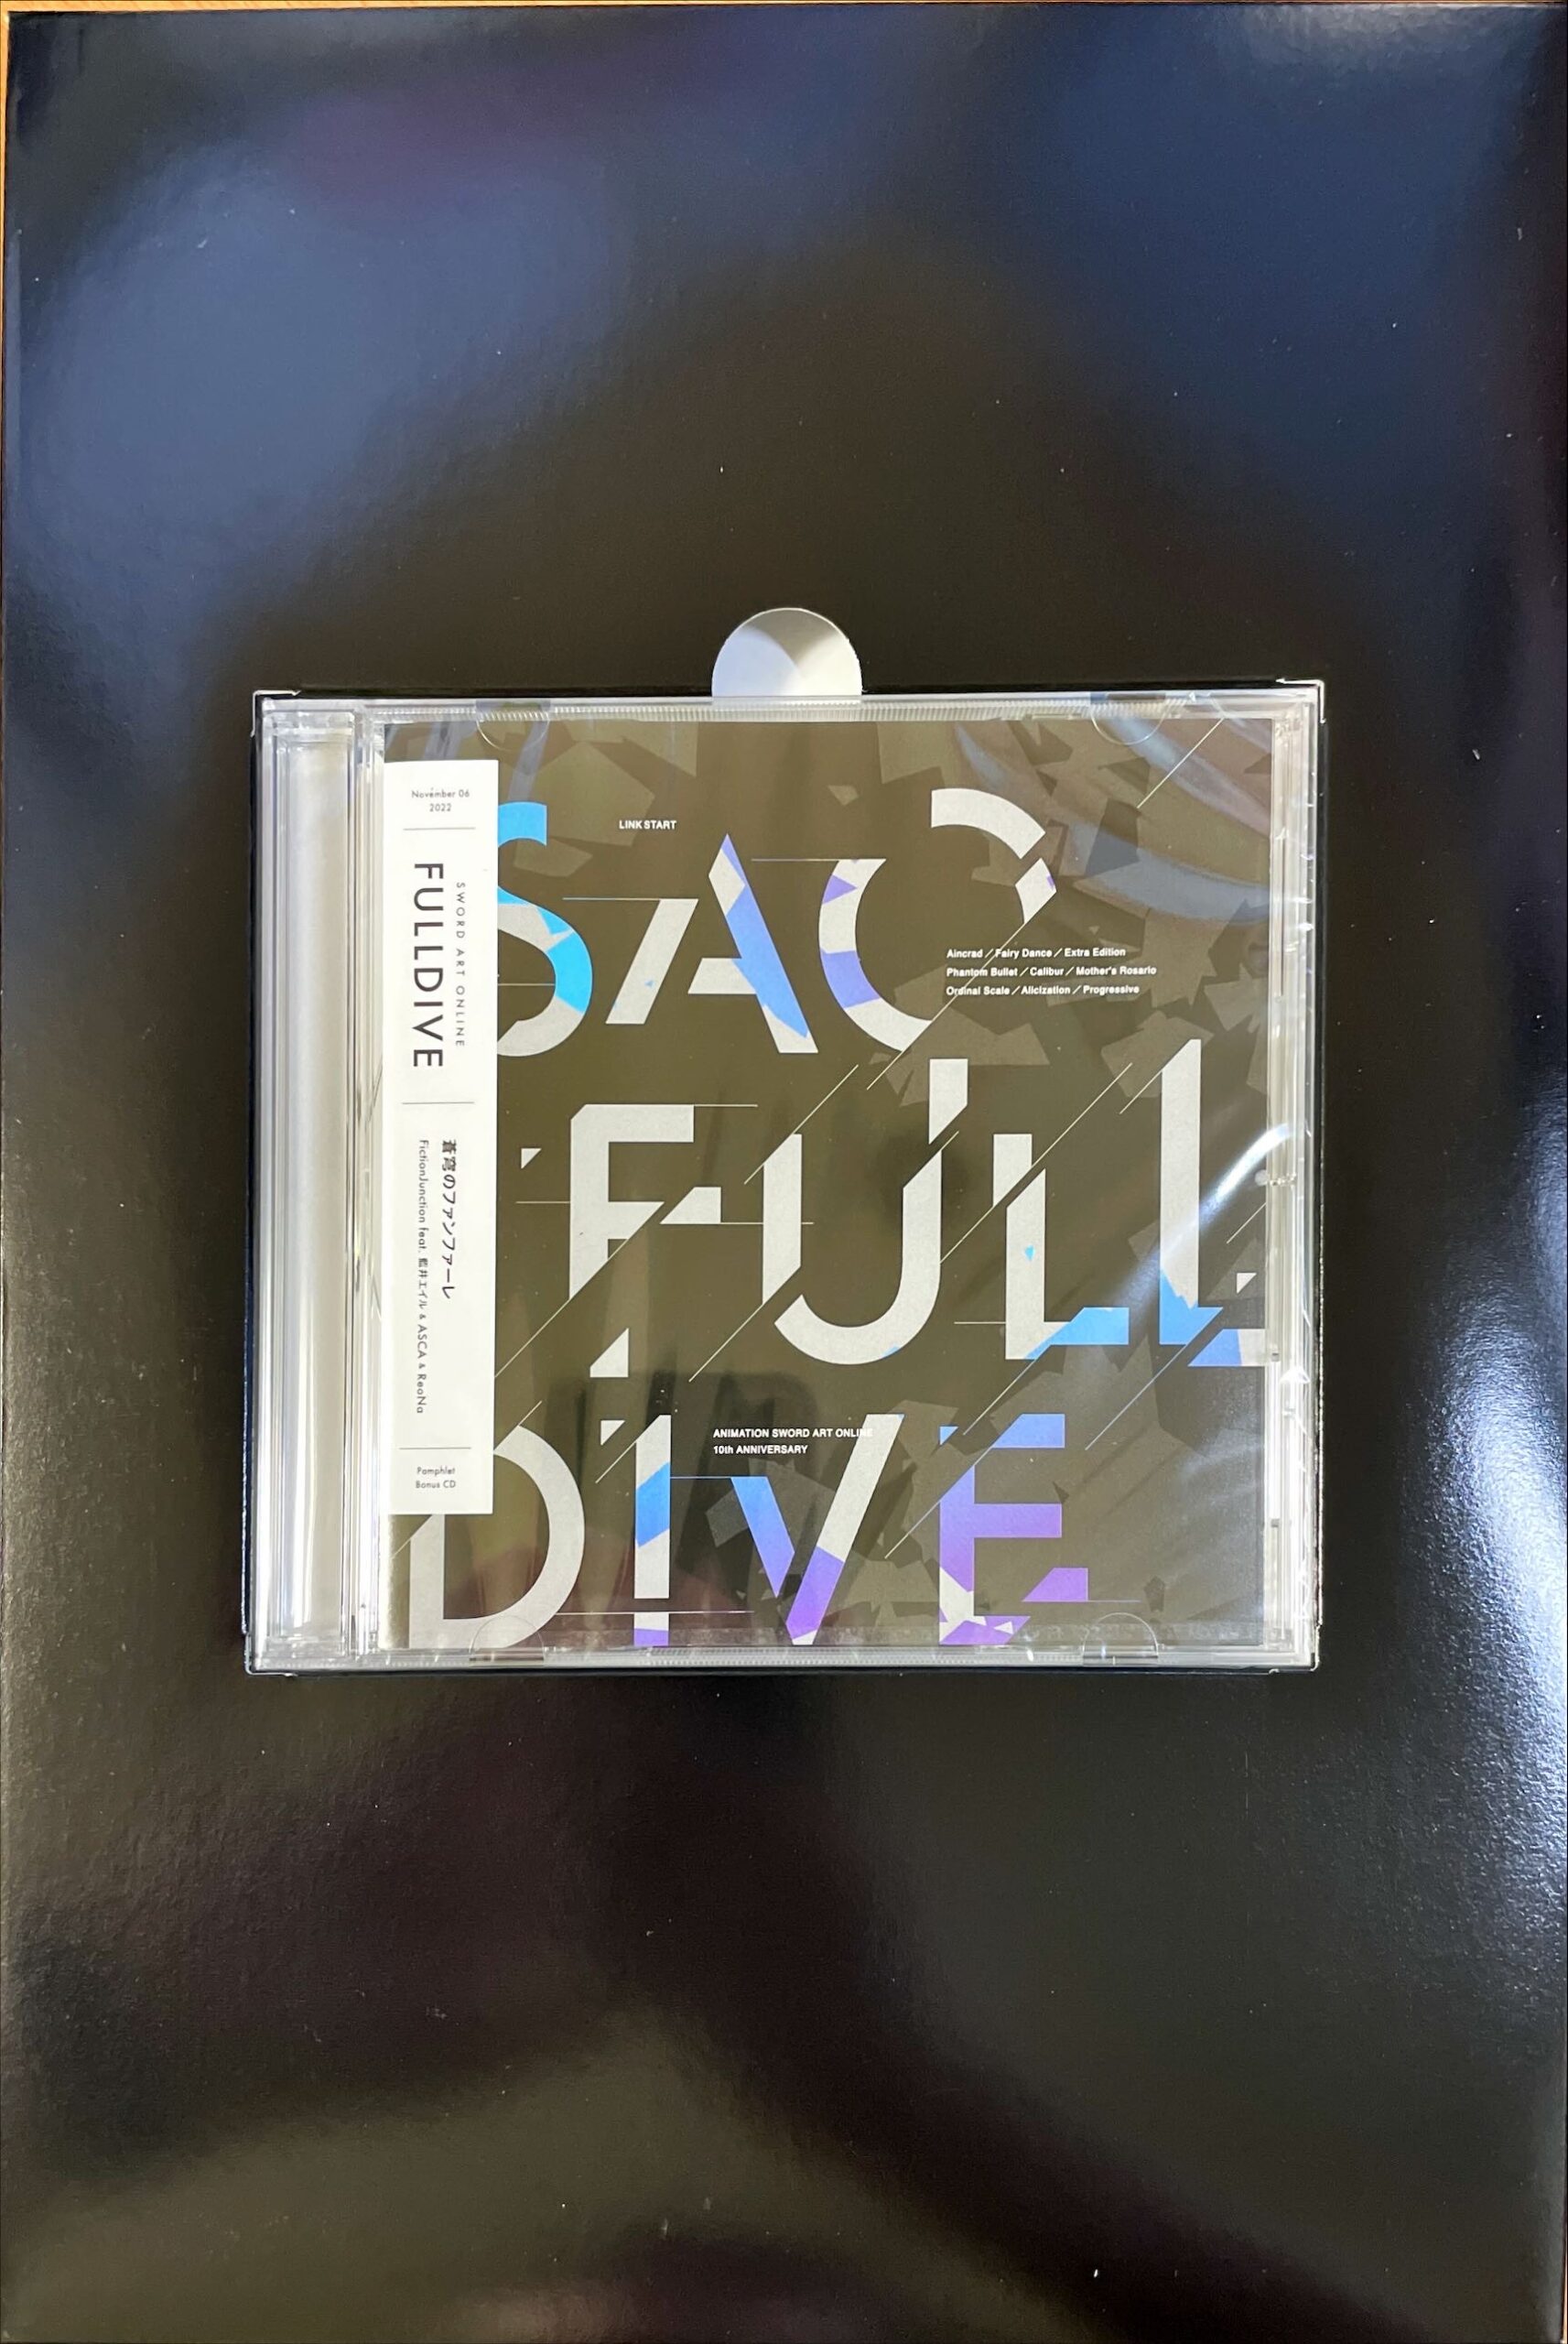 November 06
2022
SWORD ART ONLINE
FULLDIVE
蒼穹のファンファーレ
FictionJunction feat. 藍井エイル & ASCA & ReoNa
Pamphlet
Bonus CD
LINK START
SAO
Aincrad／Fairy Dance／Extra Edition
Phantom Bullet／Calibur／Mother's Rosario
Ordinal Scale／Alicization／Progressive
FULL
ANIMATION SWORD ART ONLINE
10th ANNIVERSARY
DIVE